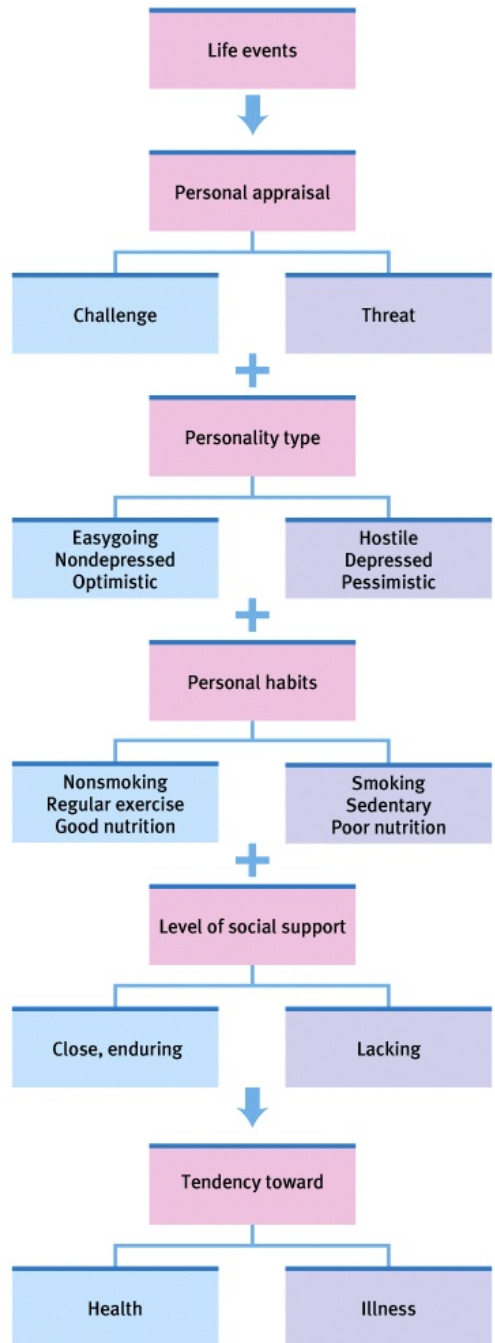 Life events
Personal appraisal
Challenge
Threat
Personality type
Easygoing
Nondepressed
Optimistic
Hostile
Depressed
Pessimistic
Personal habits
Nonsmoking
Regular exercise
Good nutrition
Smoking
Sedentary
Poor nutrition
Level of social support
Close, enduring
Lacking
Tendency toward
Health
Illness